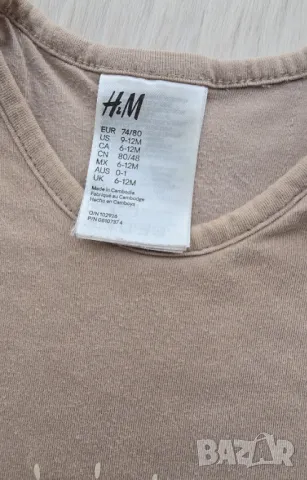 H&M
EUR 74/80
US 9-12M
CA 6-12M
CN 80/48
MX 6-12M
AUS 0-1
UK 6-12M
Made in Cambodia
Fabriqué au Cambodge
Hecho en Camboya
BAZAR